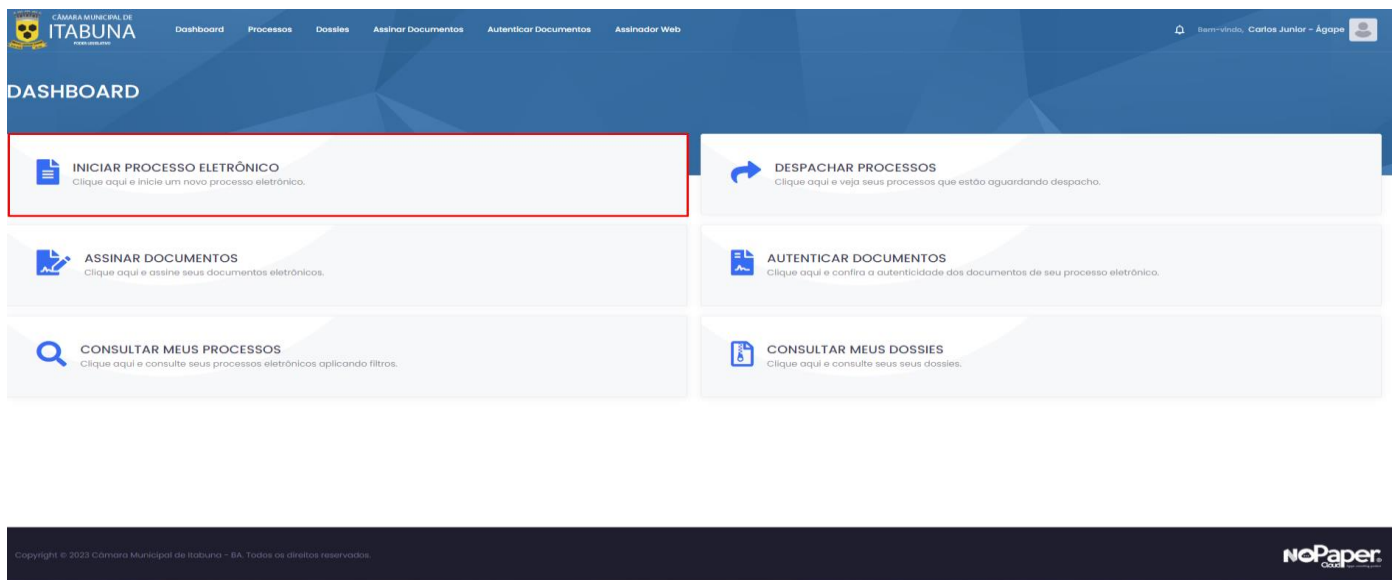 CÂMARA MUNICIPAL DE
ITABUNA
PODER LEGISLATIVO
Dashboard Processos Dossies Assinar Documentos Autenticar Documentos Assinador Web
Bem-vindo, Carlos Junior - Ágape
DASHBOARD
INICIAR PROCESSO ELETRÔNICO
Clique aqui e inicie um novo processo eletrônico.
DESPACHAR PROCESSOS
Clique aqui e veja seus processos que estão aguardando despacho.
ASSINAR DOCUMENTOS
Clique aqui e assine seus documentos eletrônicos.
AUTENTICAR DOCUMENTOS
Clique aqui e confira a autenticidade dos documentos de seu processo eletrônico.
CONSULTAR MEUS PROCESSOS
Clique aqui e consulte seus processos eletrônicos aplicando filtros.
CONSULTAR MEUS DOSSIES
Clique aqui e consulte seus seus dossies.
Copyright © 2023 Câmara Municipal de Itabuna - BA. Todos os direitos reservados.
NOPaper
Cloud